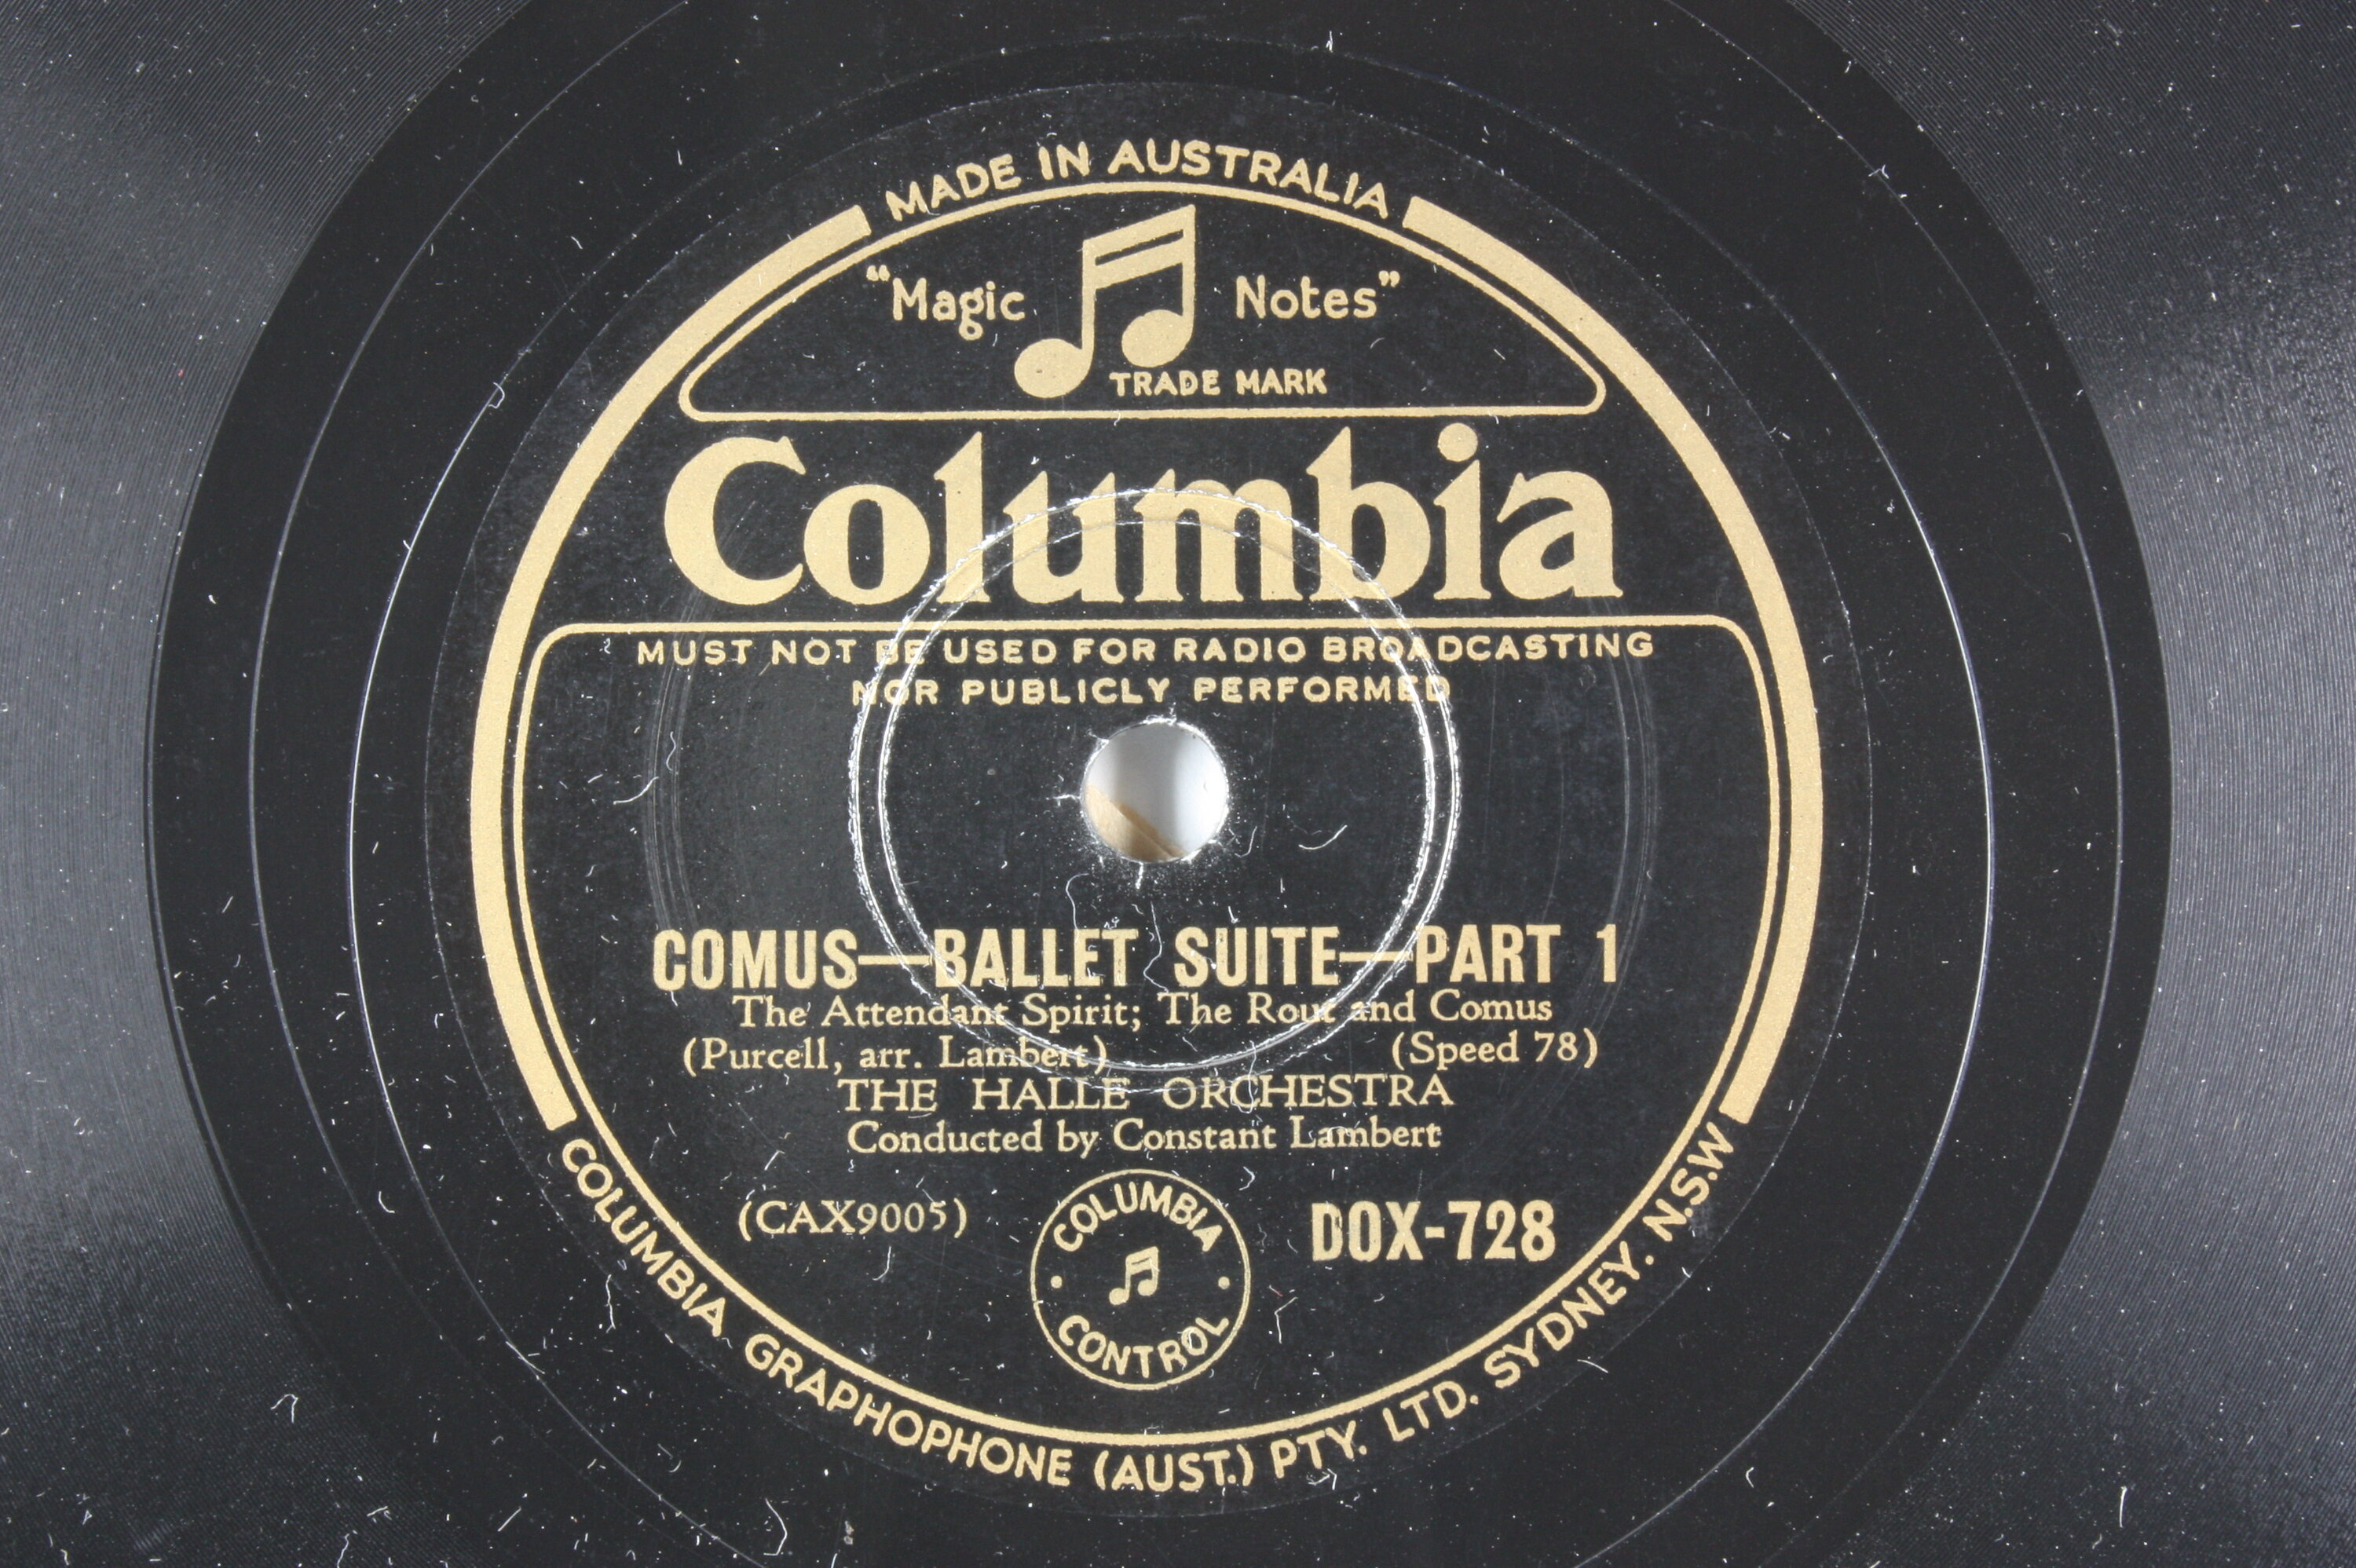 MADE IN AUSTRALIA
"Magic Notes"
TRADE MARK
Columbia
MUST NOT BE USED FOR RADIO BROADCASTING
NOR PUBLICLY PERFORMED
COMUS—BALLET SUITE—PART 1
The Attendant Spirit; The Rout and Comus
(Purcell, arr. Lambert) (Speed 78)
THE HALLE ORCHESTRA
Conducted by Constant Lambert
(CAX9005) DOX-728
COLUMBIA
CONTROL
COLUMBIA GRAPHOPHONE (AUST.) PTY. LTD. SYDNEY. N.S.W